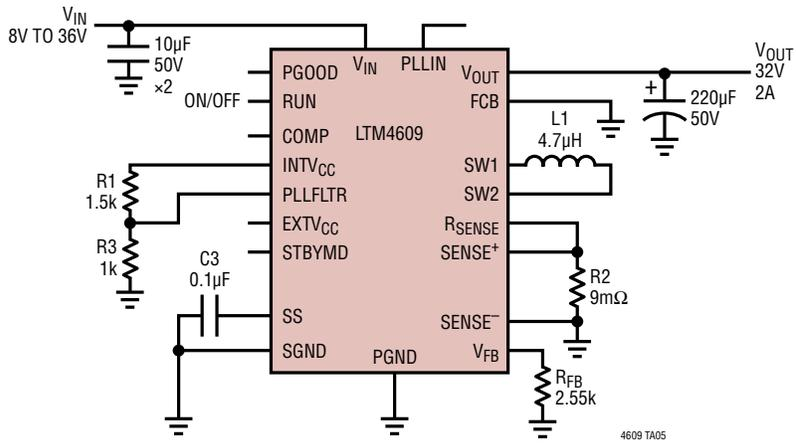 VIN
8V TO 36V
10µF
50V
×2
ON/OFF
R1
1.5k
R3
1k
C3
0.1µF
VIN
PLLIN
PGOOD
RUN
COMP
LTM4609
INTVCC
PLLFLTR
EXTVCC
STBYMD
SS
SGND
PGND
VOUT
FCB
SW1
SW2
RSENSE
SENSE+
SENSE–
VFB
L1
4.7µH
+
220µF
50V
VOUT
32V
2A
R2
9mΩ
RFB
2.55k
4609 TA05